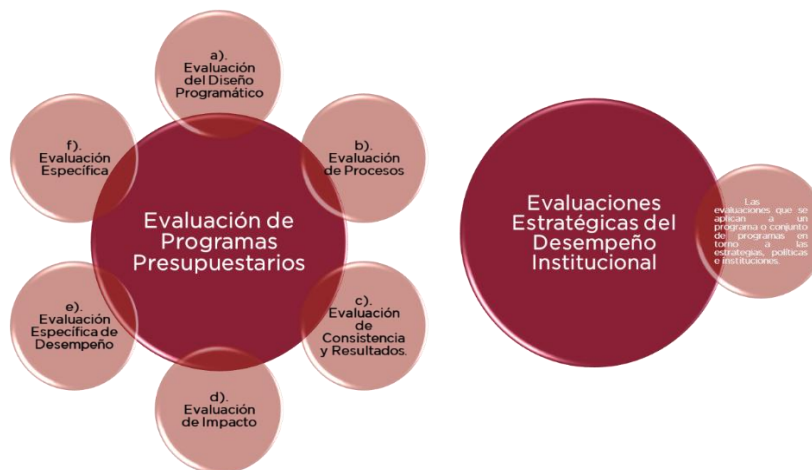 a).
Evaluación
del Diseño
Programático
f).
Evaluación
Específica
b).
Evaluación
de Procesos
Evaluación de
Programas
Presupuestarios
e).
Evaluación
Específica de
Desempeño
c).
Evaluación
de
Consistencia
y Resultados.
d).
Evaluación
de Impacto
Evaluaciones
Estratégicas del
Desempeño
Institucional
Las
evaluaciones que se
aplican a un
programa o conjunto
de programas en
torno a las
estrategias, políticas
e instituciones.